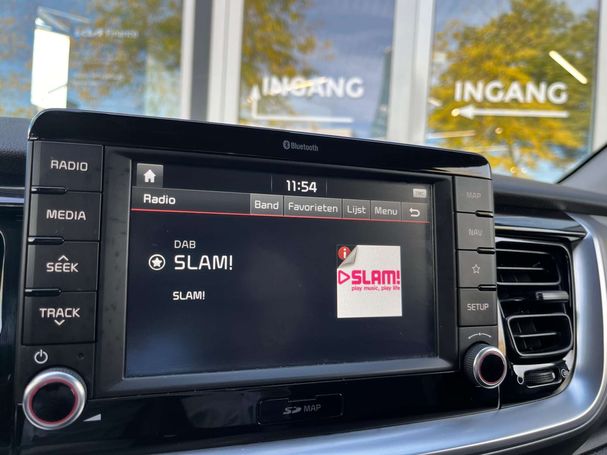 INGANG
INGANG
Bluetooth
RADIO
MEDIA
SEEK
TRACK
11:54
Radio
Band
Favorieten
Lijst
Menu
DAB
SLAM!
SLAM!
i
SLAM!
play music, play life
MAP
NAV
SETUP
SD MAP